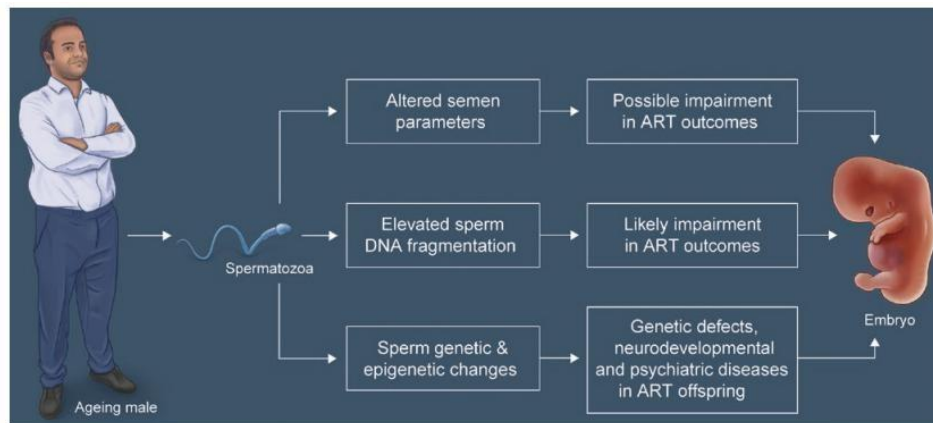 Altered semen
parameters
Possible impairment
in ART outcomes
Elevated sperm
DNA fragmentation
Likely impairment
in ART outcomes
Spermatozoa
Embryo
Sperm genetic &
epigenetic changes
Genetic defects,
neurodevelopmental
and psychiatric diseases
in ART offspring
Ageing male